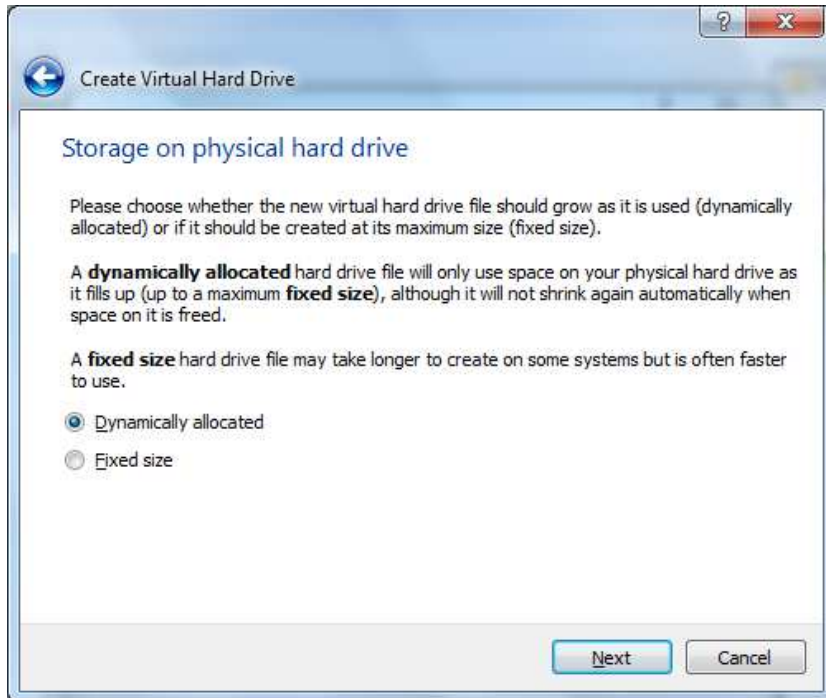 ?
Create Virtual Hard Drive
Storage on physical hard drive
Please choose whether the new virtual hard drive file should grow as it is used (dynamically
allocated) or if it should be created at its maximum size (fixed size).
A dynamically allocated hard drive file will only use space on your physical hard drive as
it fills up (up to a maximum fixed size), although it will not shrink again automatically when
space on it is freed.
A fixed size hard drive file may take longer to create on some systems but is often faster
to use.
Dynamically allocated
Fixed size
Next Cancel